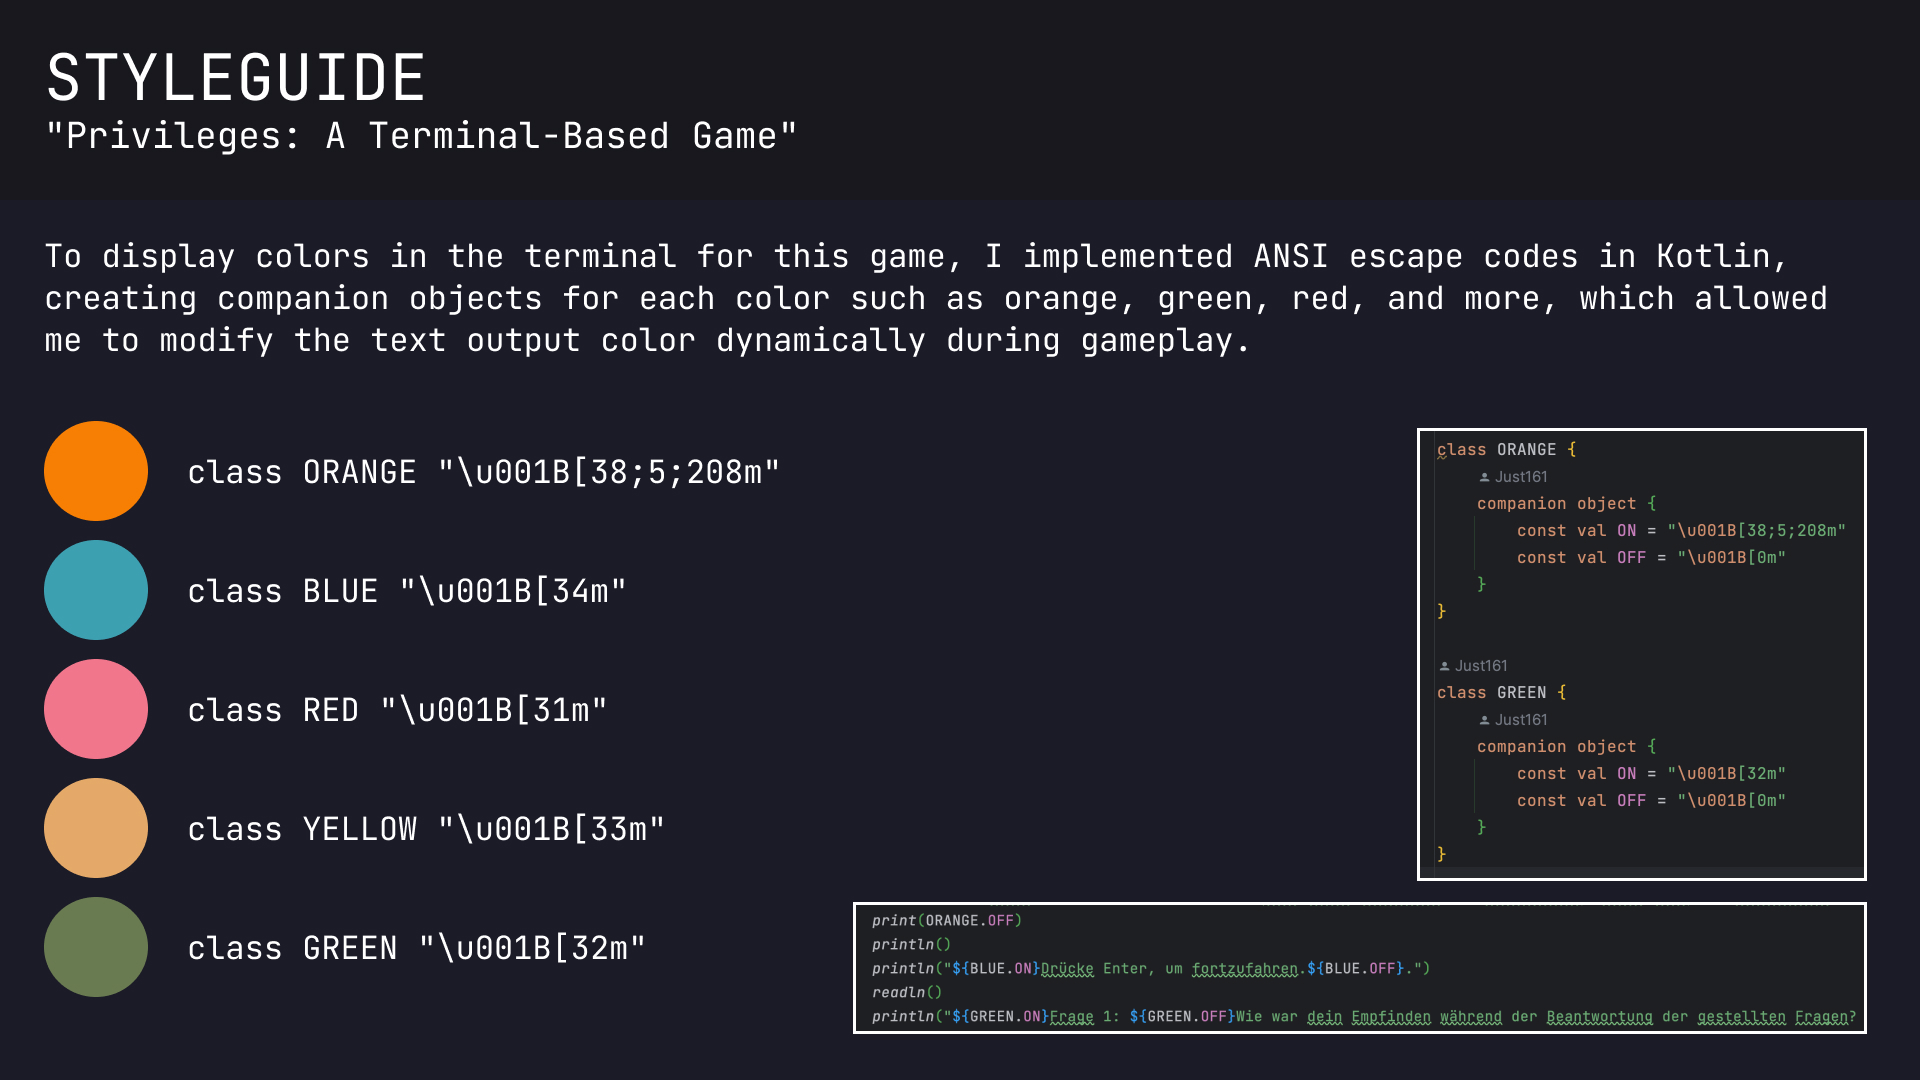 STYLEGUIDE
"Privileges: A Terminal-Based Game"
To display colors in the terminal for this game, I implemented ANSI escape codes in Kotlin,
creating companion objects for each color such as orange, green, red, and more, which allowed
me to modify the text output color dynamically during gameplay.
class ORANGE "\u001B[38;5;208m"
class BLUE "\u001B[34m"
class RED "\u001B[31m"
class YELLOW "\u001B[33m"
class GREEN "\u001B[32m"
class ORANGE {
Just161
companion object {
const val ON = "\u001B[38;5;208m"
const val OFF = "\u001B[0m"
}
}
Just161
class GREEN {
Just161
companion object {
const val ON = "\u001B[32m"
const val OFF = "\u001B[0m"
}
}
print(ORANGE.OFF)
println()
println("${BLUE.ON}Drücke Enter, um fortzufahren.${BLUE.OFF}.")
readln()
println("${GREEN.ON}Frage 1: ${GREEN.OFF}Wie war dein Empfinden während der Beantwortung der gestellten Fragen?